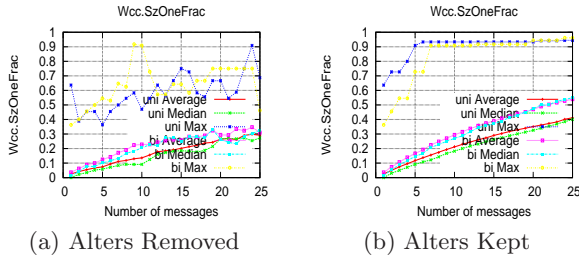 Wcc.SzOneFrac
Wcc.SzOneFrac
1
0.9
0.8
0.7
0.6
0.5
0.4
0.3
0.2
0.1
0
0 5 10 15 20 25
Number of messages
uni Average
uni Median
uni Max
bi Average
bi Median
bi Max
(a) Alters Removed
Wcc.SzOneFrac
Wcc.SzOneFrac
1
0.9
0.8
0.7
0.6
0.5
0.4
0.3
0.2
0.1
0
0 5 10 15 20 25
Number of messages
uni Average
uni Median
uni Max
bi Average
bi Median
bi Max
(b) Alters Kept